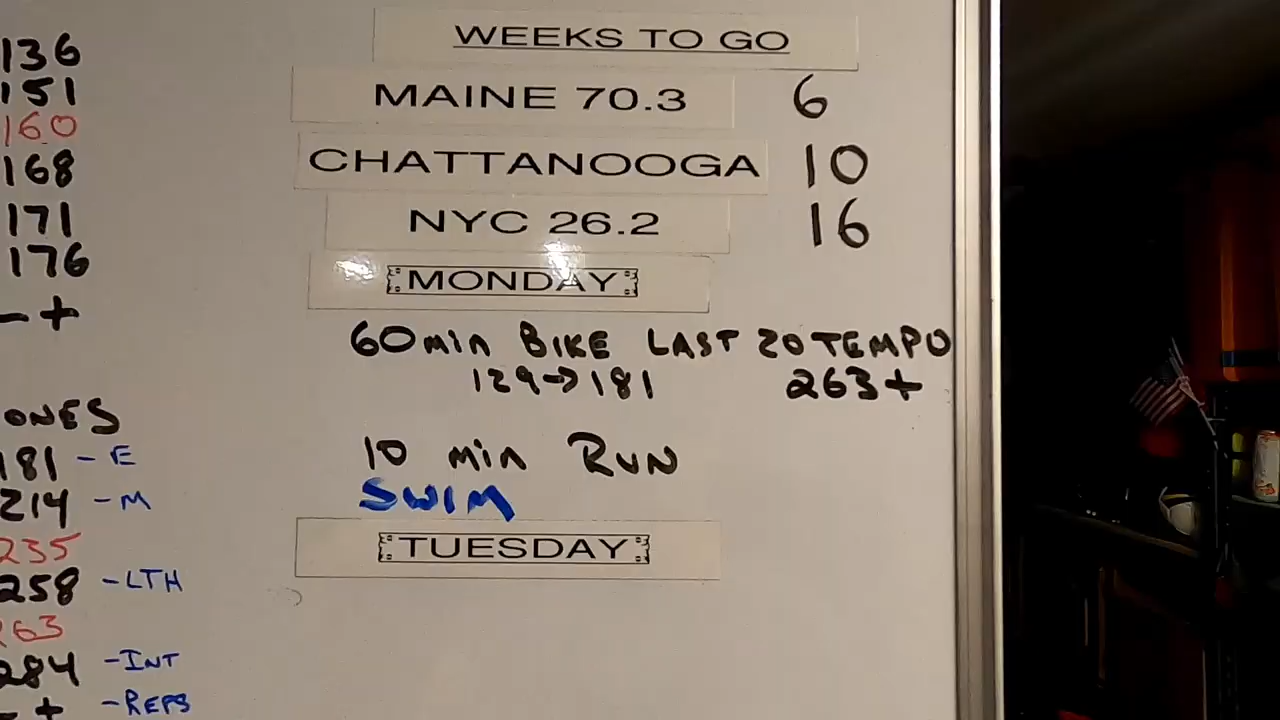 136
151
160
168
171
176
- +
ONES
181 - E
214 - M
235
258 - LTH
263
284 - INT
- + - REPS
WEEKS TO GO
MAINE 70.3 6
CHATTANOOGA 10
NYC 26.2 16
MONDAY
60 min BIKE LAST 20 TEMPO
129→181 263+
10 min RUN
SWIM
TUESDAY